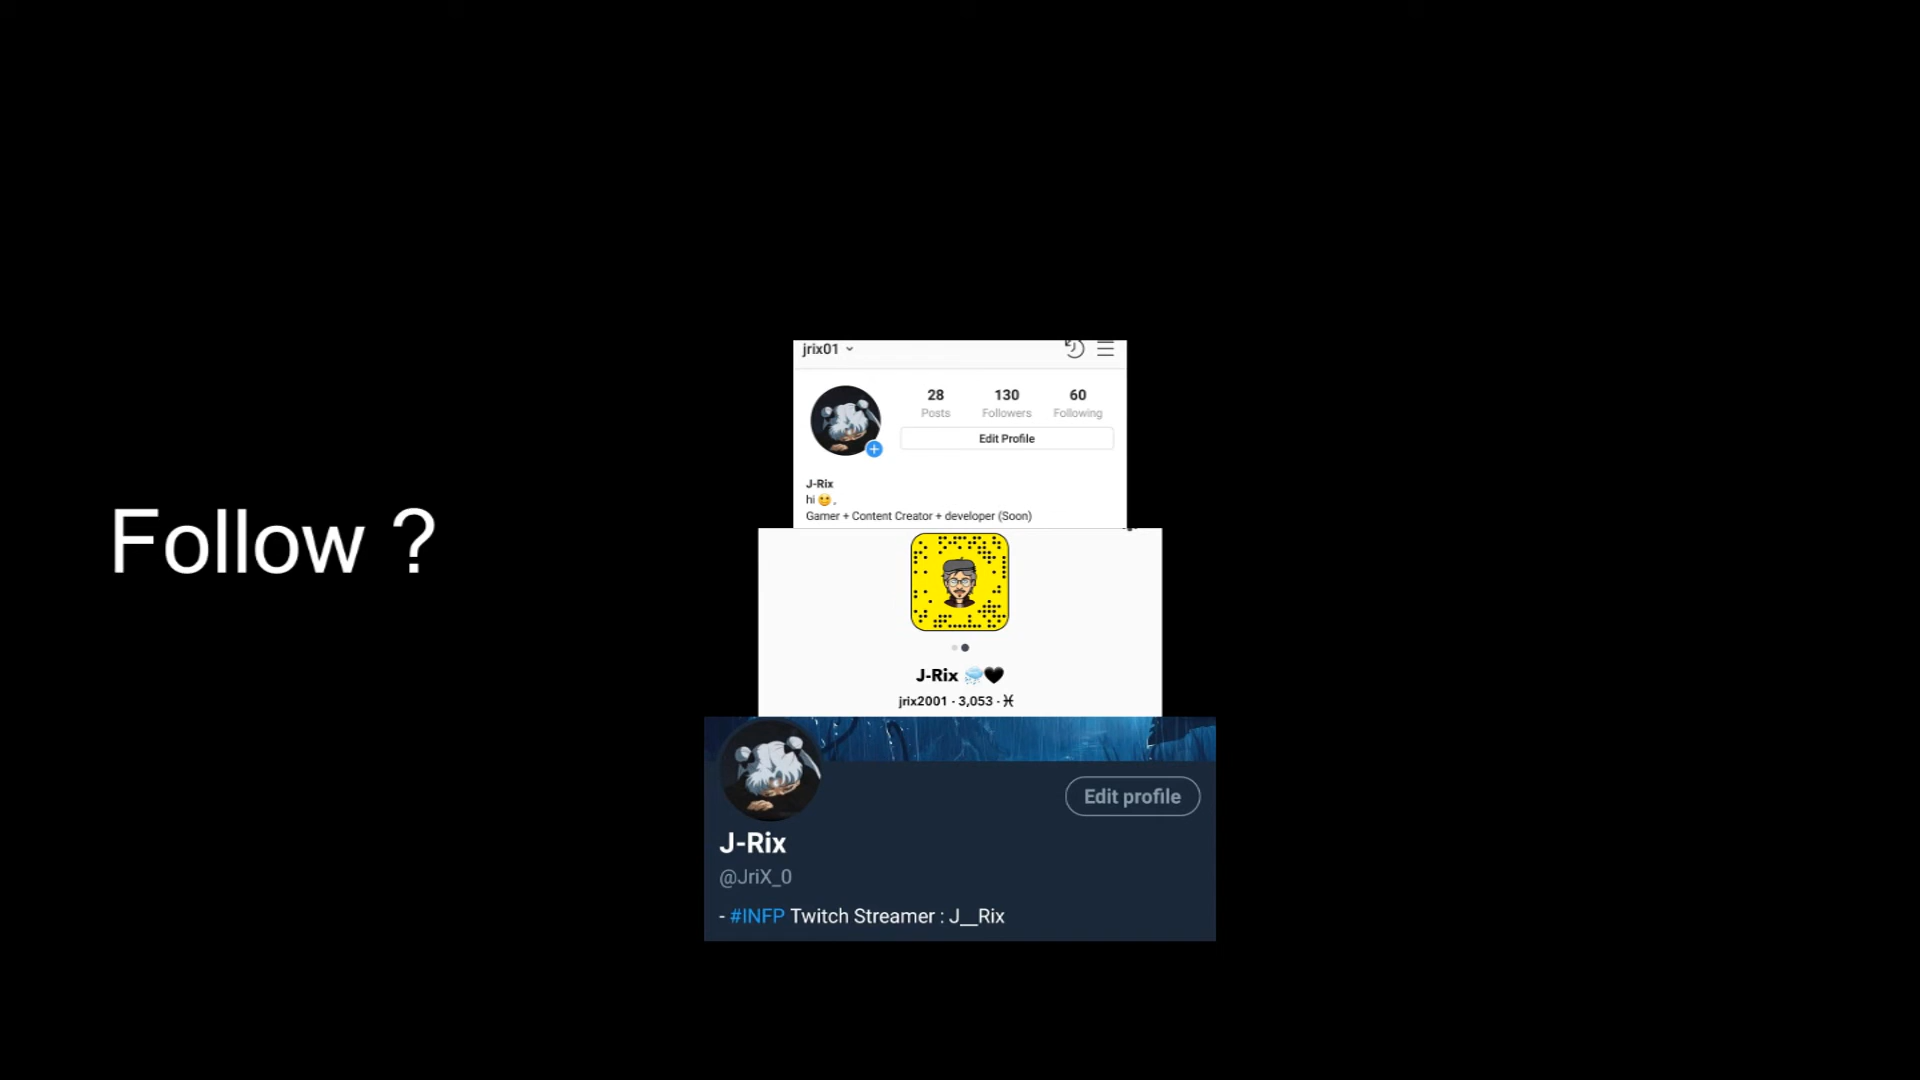 Follow ?
jrix01
28 130 60
Posts Followers Following
Edit Profile
J-Rix
hi 🙂 .
Gamer + Content Creator + developer (Soon)
J-Rix 🌧️🖤
jrix2001 · 3,053 · ♓
Edit profile
J-Rix
@JriX_0
- #INFP Twitch Streamer : J__Rix